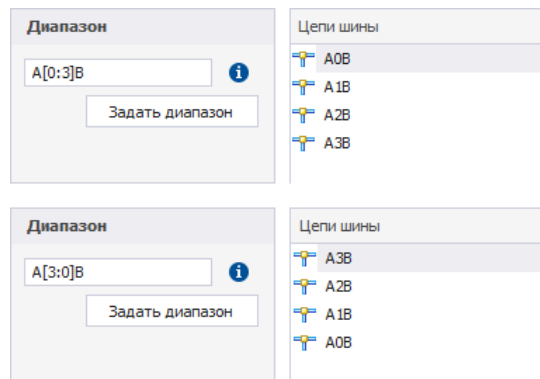 Диапазон
A[0:3]B
Задать диапазон
Цепи шины
A0B
A1B
A2B
A3B
Диапазон
A[3:0]B
Задать диапазон
Цепи шины
A3B
A2B
A1B
A0B